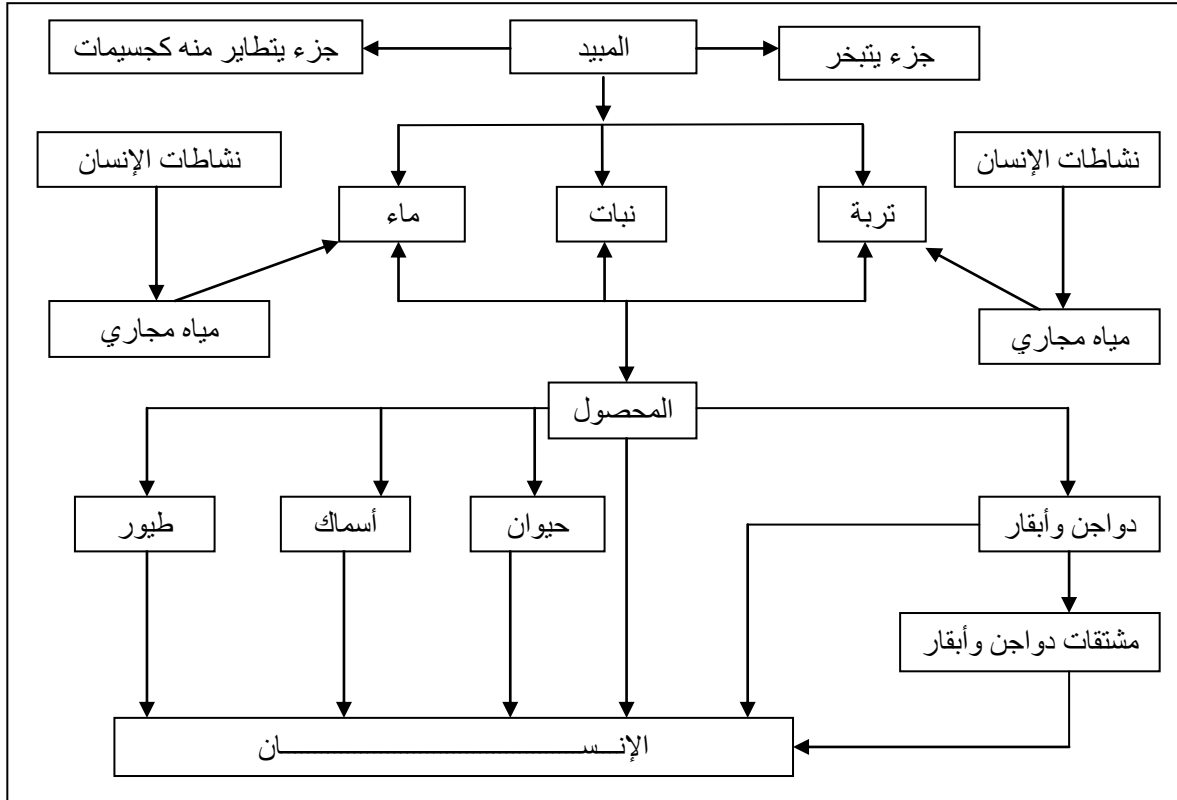 جزء يتبخر
المبيد
جزء يتطاير منه كجسيمات
نشاطات الإنسان
نشاطات الإنسان
تربة
نبات
ماء
مياه مجاري
مياه مجاري
المحصول
دواجن وأبقار
حيوان
أسماك
طيور
مشتقات دواجن وأبقار
الإنـــســـــــــــــــــــــــــــــان